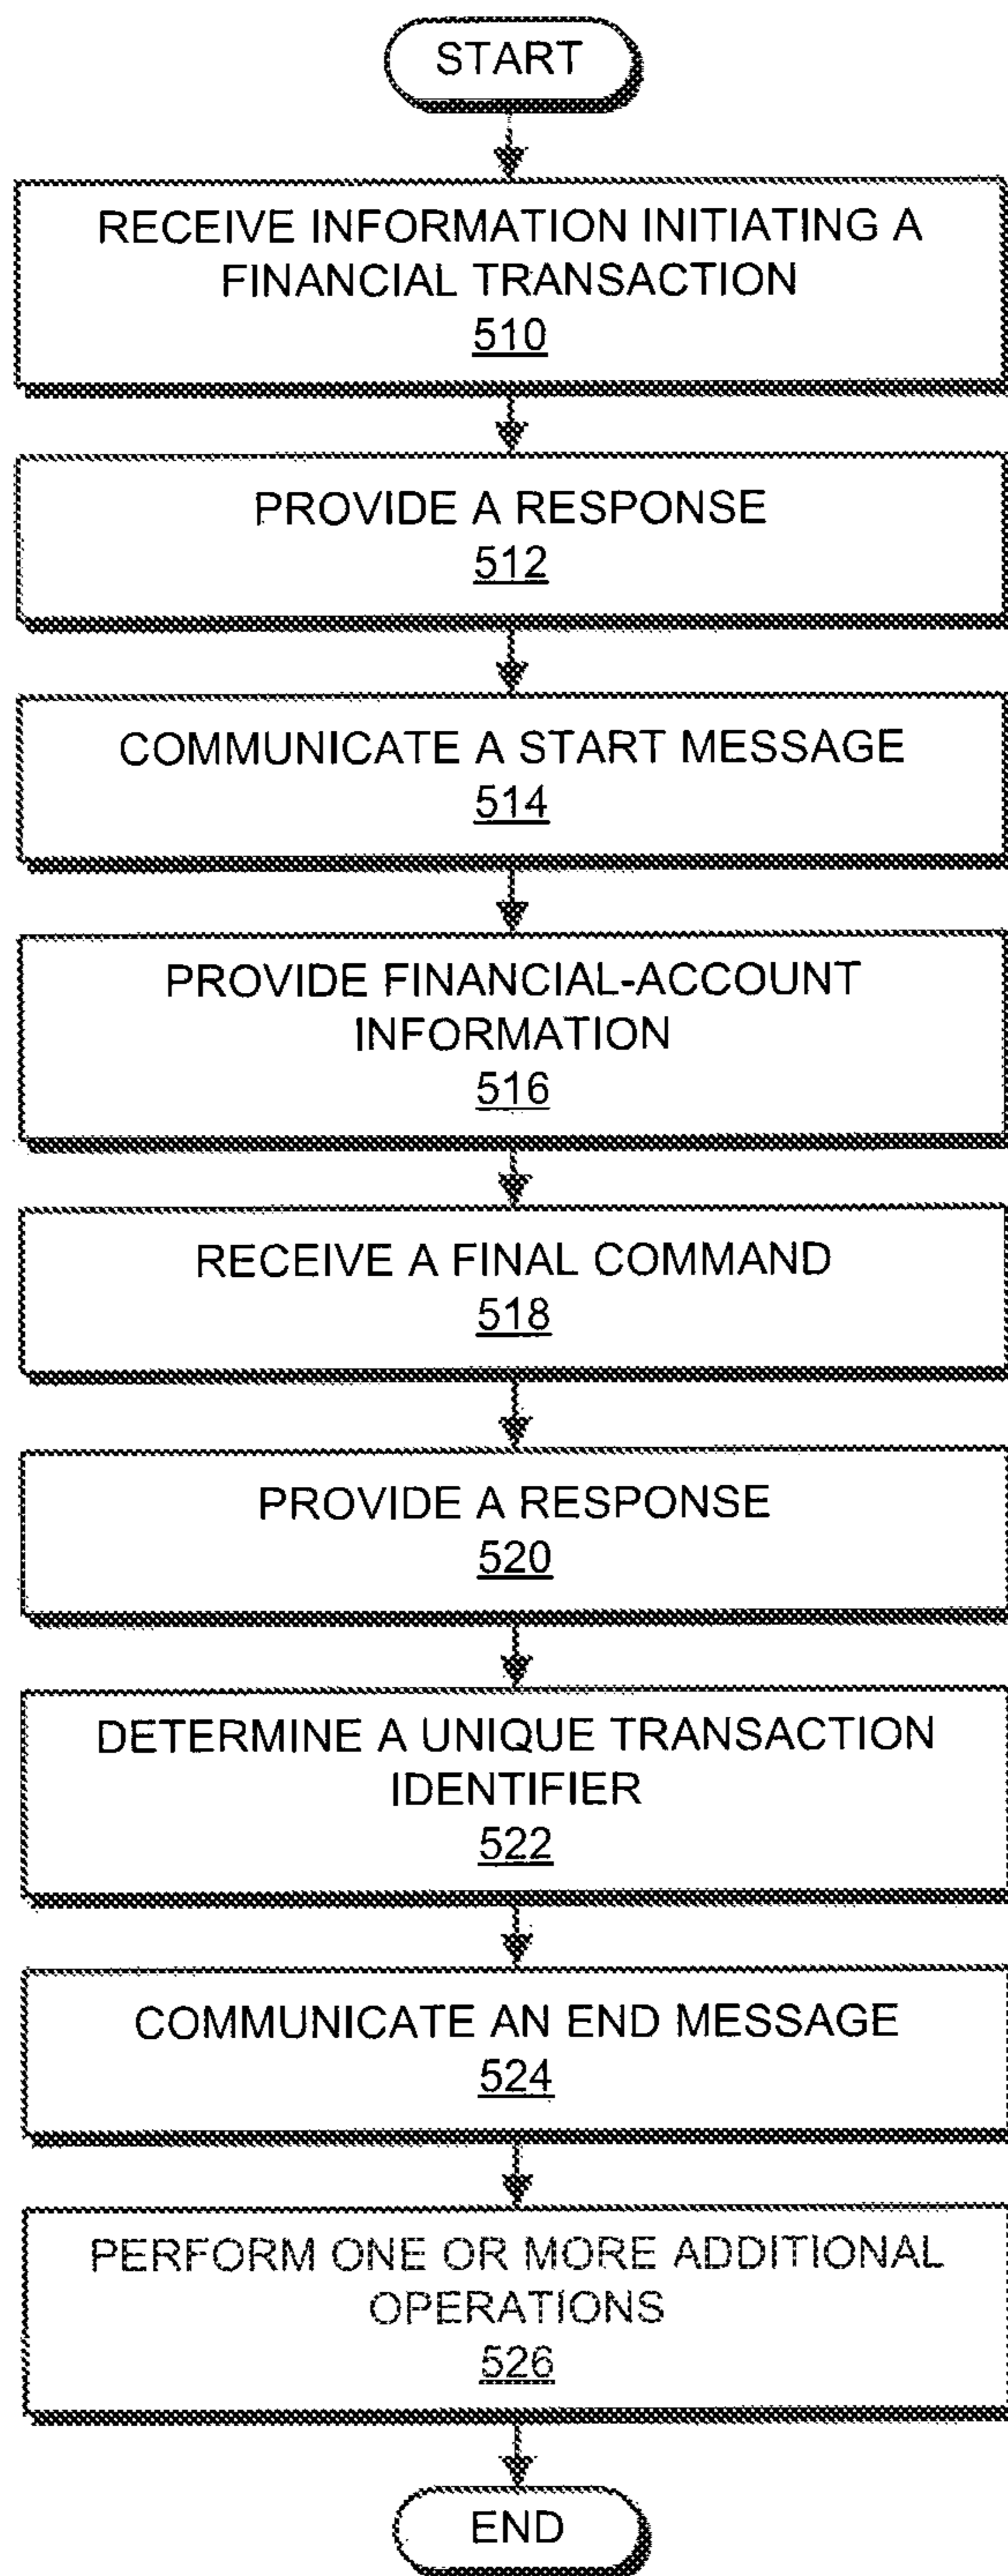 START
RECEIVE INFORMATION INITIATING A
FINANCIAL TRANSACTION
510
PROVIDE A RESPONSE
512
COMMUNICATE A START MESSAGE
514
PROVIDE FINANCIAL-ACCOUNT
INFORMATION
516
RECEIVE A FINAL COMMAND
518
PROVIDE A RESPONSE
520
DETERMINE A UNIQUE TRANSACTION
IDENTIFIER
522
COMMUNICATE AN END MESSAGE
524
PERFORM ONE OR MORE ADDITIONAL
OPERATIONS
526
END